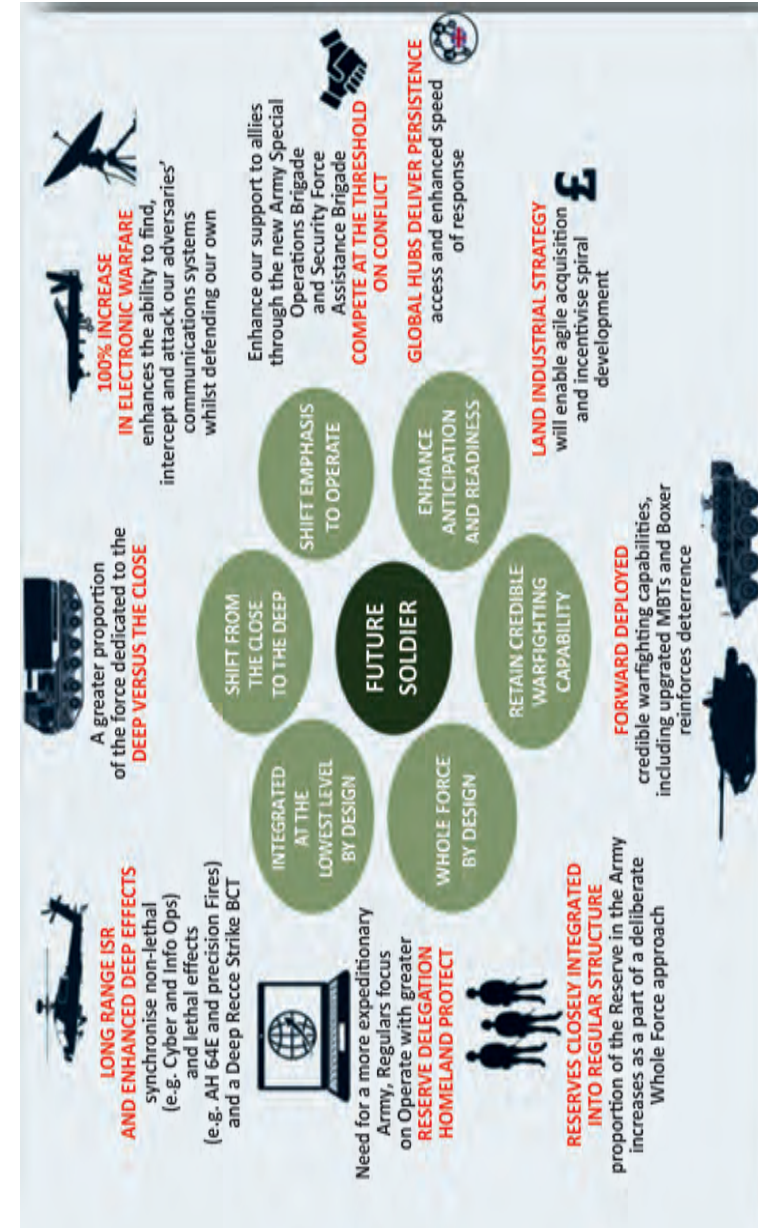 LONG RANGE ISR
AND ENHANCED DEEP EFFECTS
synchronise non-lethal
(e.g. Cyber and Info Ops)
and lethal effects
(e.g. AH 64E and precision Fires)
and a Deep Recce Strike BCT
A greater proportion
of the force dedicated to the
DEEP VERSUS THE CLOSE
100% INCREASE
IN ELECTRONIC WARFARE
enhances the ability to find,
intercept and attack our adversaries’
communications systems
whilst defending our own
Need for a more expeditionary
Army, Regulars focus
on Operate with greater
RESERVE DELEGATION
HOMELAND PROTECT
INTEGRATED
AT THE
LOWEST LEVEL
BY DESIGN
SHIFT FROM
THE CLOSE
TO THE DEEP
SHIFT EMPHASIS
TO OPERATE
Enhance our support to allies
through the new Army Special
Operations Brigade
and Security Force
Assistance Brigade
COMPETE AT THE THRESHOLD
ON CONFLICT
FUTURE
SOLDIER
WHOLE FORCE
BY DESIGN
RETAIN CREDIBLE
WARFIGHTING
CAPABILITY
ENHANCE
ANTICIPATION
AND READINESS
GLOBAL HUBS DELIVER PERSISTENCE
access and enhanced speed
of response
RESERVES CLOSELY INTEGRATED
INTO REGULAR STRUCTURE
proportion of the Reserve in the Army
increases as a part of a deliberate
Whole Force approach
FORWARD DEPLOYED
credible warfighting capabilities,
including upgrated MBTs and Boxer
reinforces deterrence
LAND INDUSTRIAL STRATEGY
will enable agile acquisition
and incentivise spiral
development
£